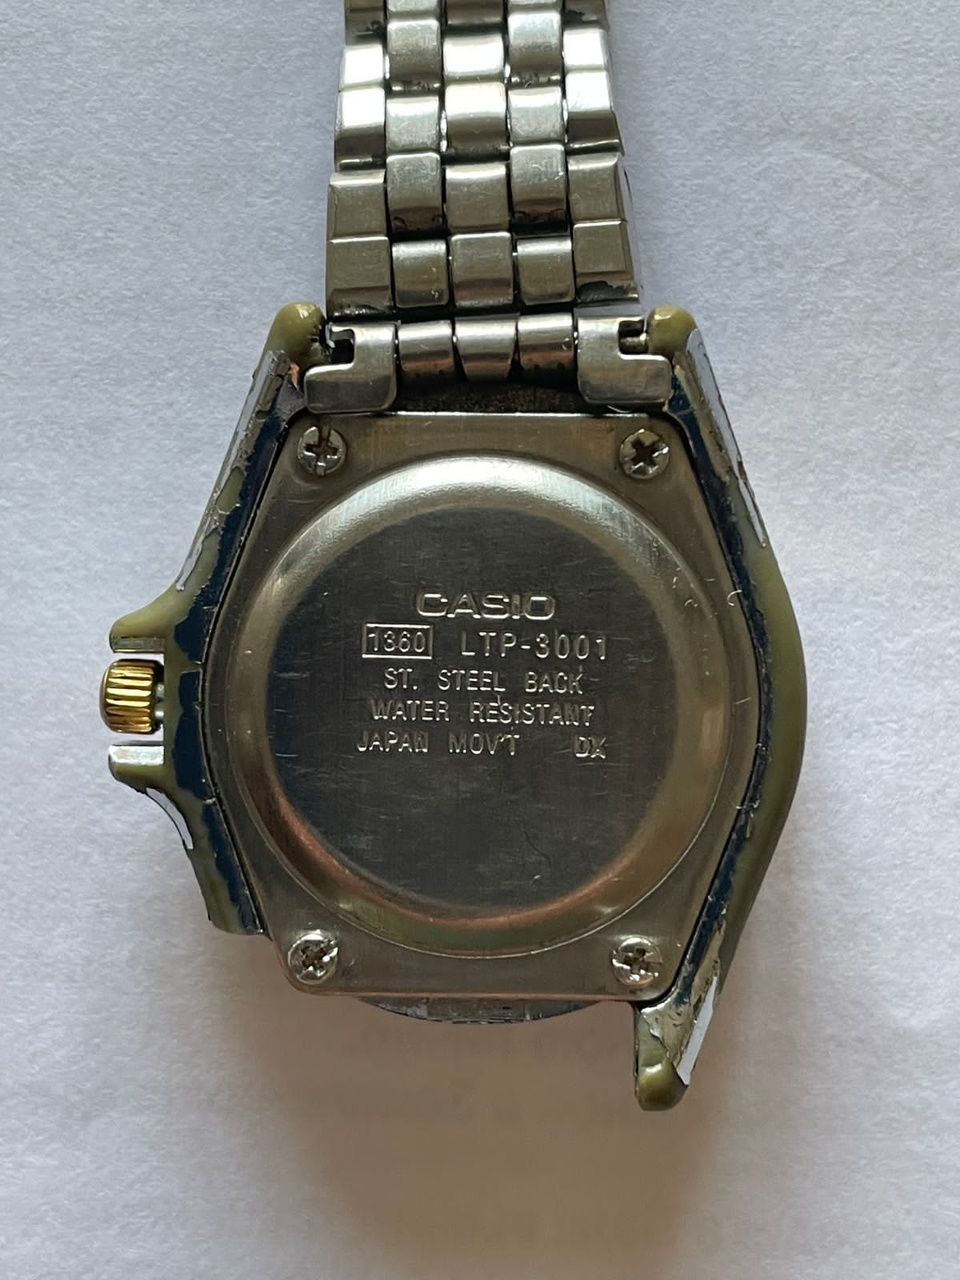 CASIO
1360 LTP-3001
ST. STEEL BACK
WATER RESISTANT
JAPAN MOV'T DX